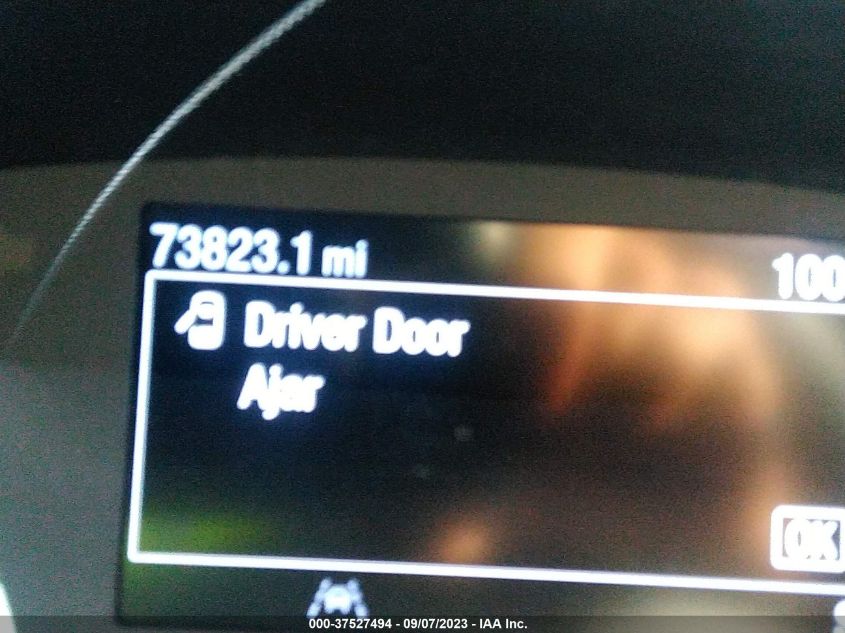 73823.1 mi
100
Driver Door
Ajar
OK
000-37527494 - 09/07/2023 - IAA Inc.